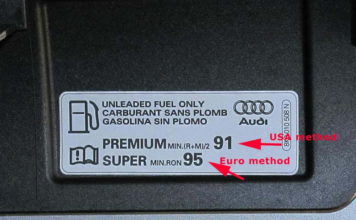 UNLEADED FUEL ONLY
CARBURANT SANS PLOMB
GASOLINA SIN PLOMO
Audi
PREMIUM MIN.(R+M)/2 91
SUPER MIN.RON 95
USA method
Euro method